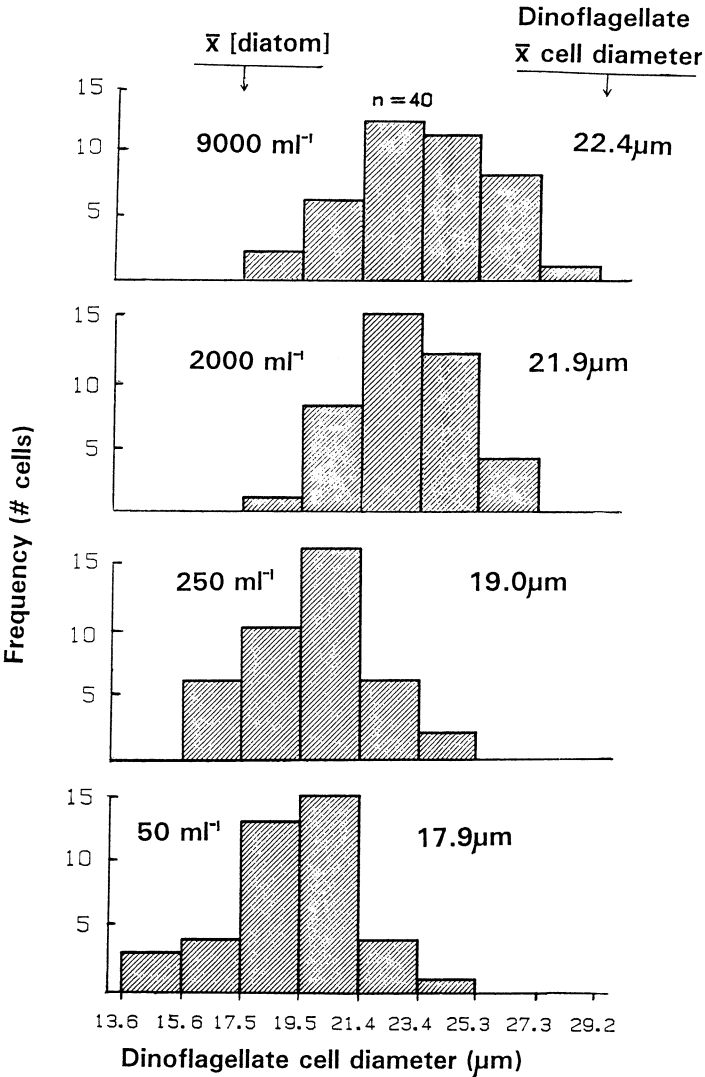 x̅ [diatom]
Dinoflagellate
x̅ cell diameter
n = 40
15
10
5
9000 ml⁻¹
22.4µm
15
10
5
2000 ml⁻¹
21.9µm
Frequency (# cells)
15
10
5
250 ml⁻¹
19.0µm
15
10
5
50 ml⁻¹
17.9µm
13.6 15.6 17.5 19.5 21.4 23.4 25.3 27.3 29.2
Dinoflagellate cell diameter (µm)